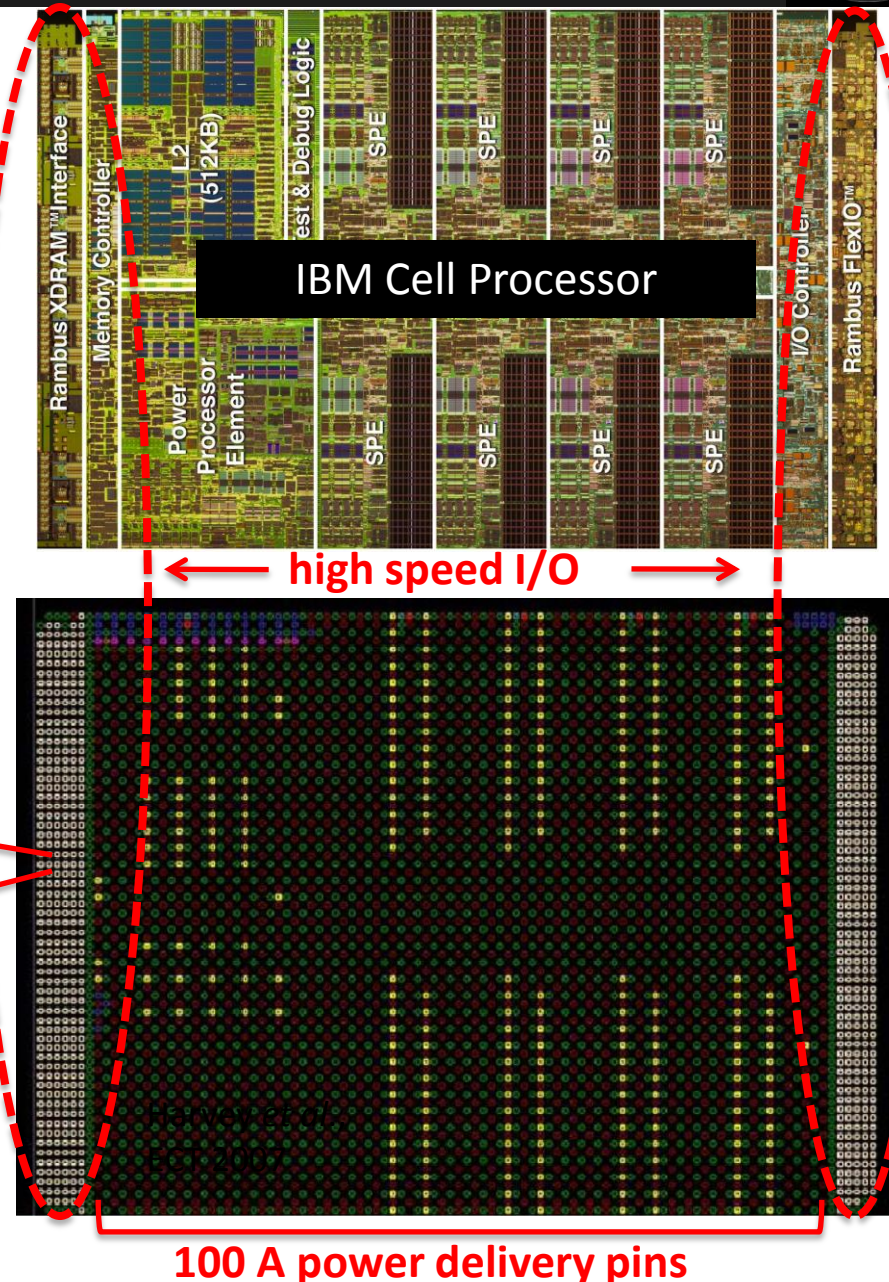 Rambus XDRAM™ Interface
Memory Controller
L2
(512KB)
est & Debug Logic
SPE
SPE
SPE
SPE
IBM Cell Processor
Power
Processor
Element
SPE
SPE
SPE
SPE
I/O Controller
Rambus FlexIO™
high speed I/O
100 A power delivery pins